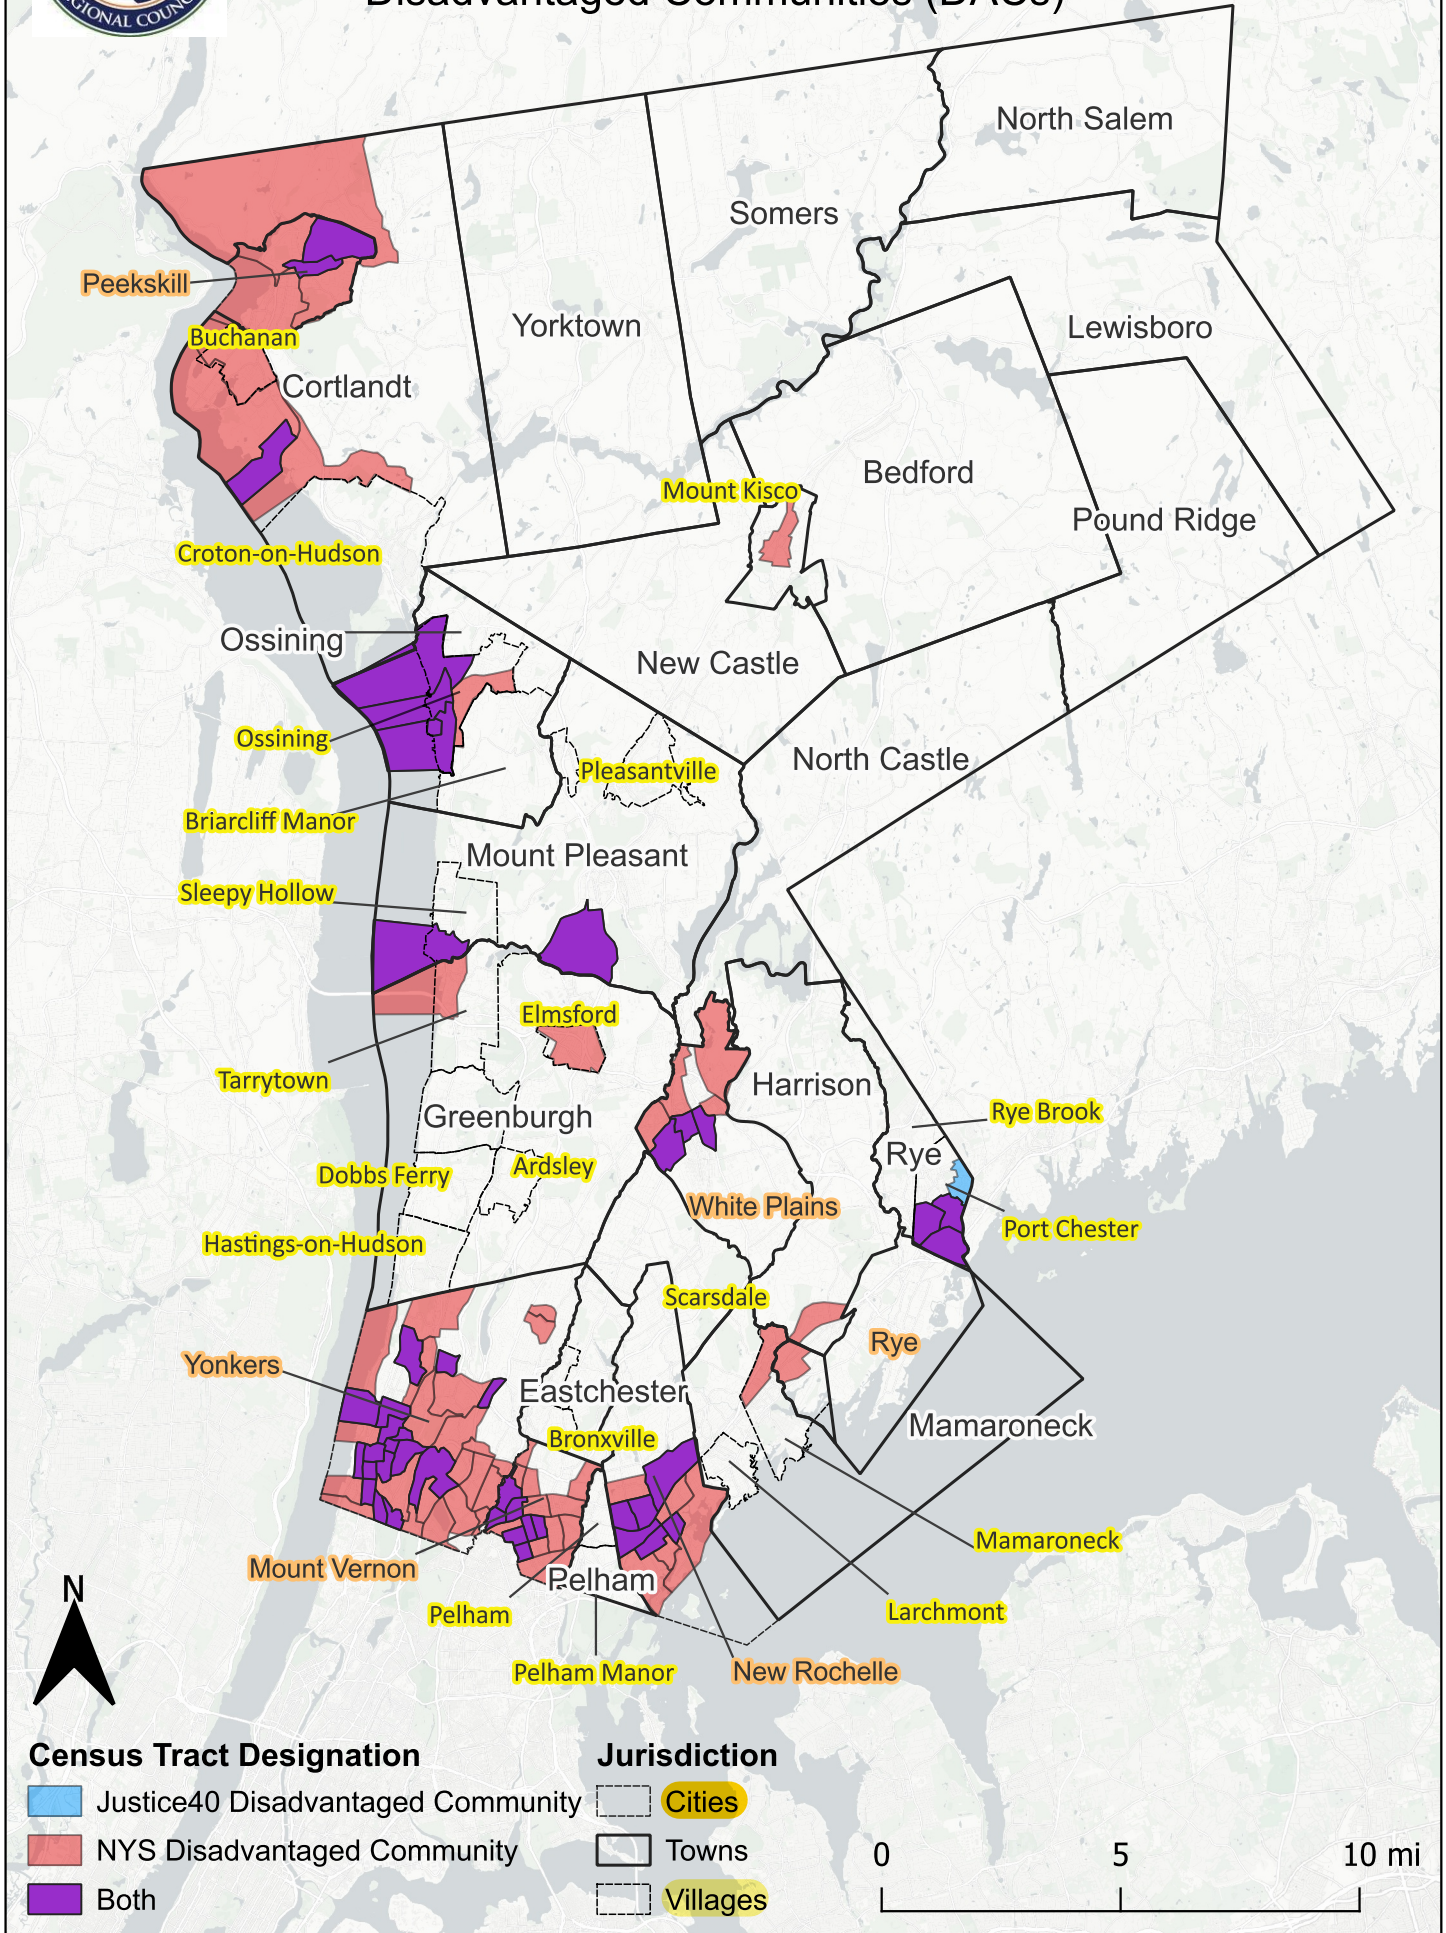 REGIONAL COUNCIL
Disadvantaged Communities (DACs)
North Salem
Somers
Peekskill
Yorktown
Lewisboro
Buchanan
Cortlandt
Bedford
Mount Kisco
Pound Ridge
Croton-on-Hudson
Ossining
New Castle
Ossining
North Castle
Pleasantville
Briarcliff Manor
Mount Pleasant
Sleepy Hollow
Elmsford
Tarrytown
Harrison
Greenburgh
Rye Brook
Rye
Dobbs Ferry
Ardsley
White Plains
Port Chester
Hastings-on-Hudson
Scarsdale
Rye
Yonkers
Eastchester
Mamaroneck
Bronxville
Mamaroneck
Mount Vernon
Pelham
Pelham
Larchmont
Pelham Manor
New Rochelle
N
Census Tract Designation
Justice40 Disadvantaged Community
NYS Disadvantaged Community
Both
Jurisdiction
Cities
Towns
Villages
0 5 10 mi